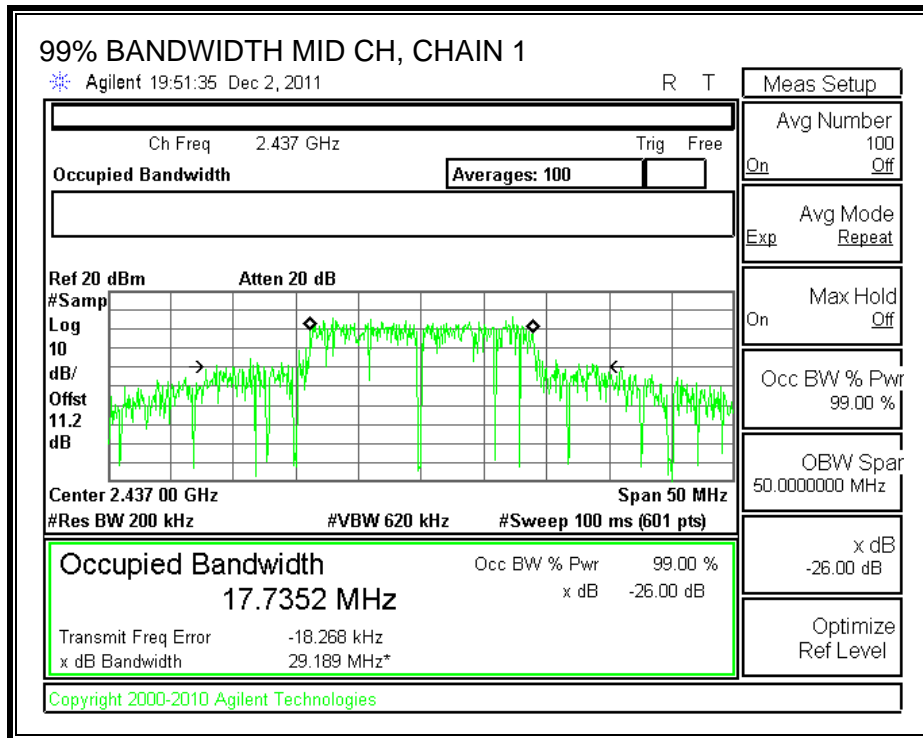 99% BANDWIDTH MID CH, CHAIN 1
Agilent 19:51:35 Dec 2, 2011 R T
Meas Setup
Ch Freq 2.437 GHz Trig Free
Occupied Bandwidth Averages: 100
Ref 20 dBm Atten 20 dB
#Samp
Log
10
dB/
Offst
11.2
dB
Center 2.437 00 GHz Span 50 MHz
#Res BW 200 kHz #VBW 620 kHz #Sweep 100 ms (601 pts)
Occupied Bandwidth Occ BW % Pwr 99.00 %
17.7352 MHz x dB -26.00 dB
Transmit Freq Error -18.268 kHz
x dB Bandwidth 29.189 MHz*
Copyright 2000-2010 Agilent Technologies
Avg Number
100
On Off
Avg Mode
Exp Repeat
Max Hold
On Off
Occ BW % Pwr
99.00 %
OBW Span
50.0000000 MHz
x dB
-26.00 dB
Optimize
Ref Level